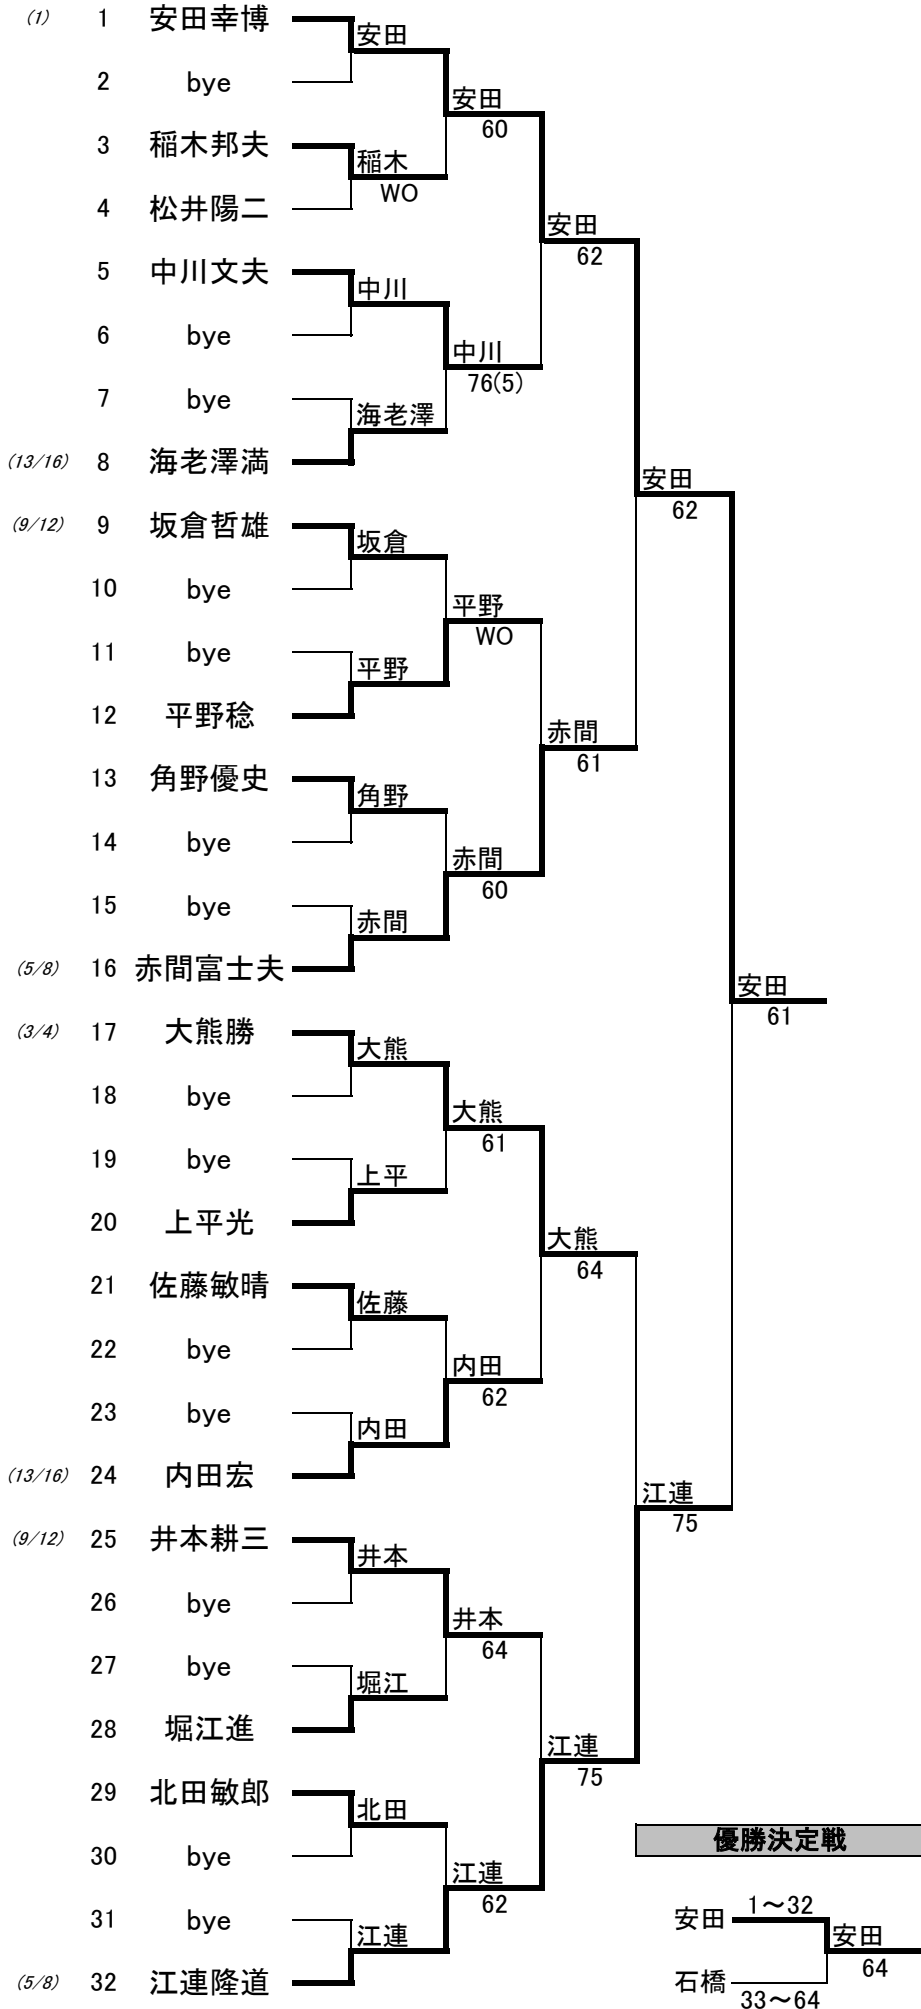 (1) 1 安田幸博
安田
2 bye
安田
60
3 稲木邦夫
稲木
WO
4 松井陽二
安田
62
5 中川文夫
中川
6 bye
中川
76(5)
7 bye
海老澤
(13/16) 8 海老澤満
安田
62
(9/12) 9 坂倉哲雄
坂倉
10 bye
平野
WO
11 bye
平野
12 平野稔
赤間
61
13 角野優史
角野
14 bye
赤間
60
15 bye
赤間
(5/8) 16 赤間富士夫
安田
61
(3/4) 17 大熊勝
大熊
18 bye
大熊
61
19 bye
上平
20 上平光
大熊
64
21 佐藤敏晴
佐藤
22 bye
内田
62
23 bye
内田
(13/16) 24 内田宏
江連
75
(9/12) 25 井本耕三
井本
26 bye
井本
64
27 bye
堀江
28 堀江進
江連
75
29 北田敏郎
北田
30 bye
江連
62
31 bye
江連
(5/8) 32 江連隆道
優勝決定戦
安田 1～32
安田
64
石橋
33～64